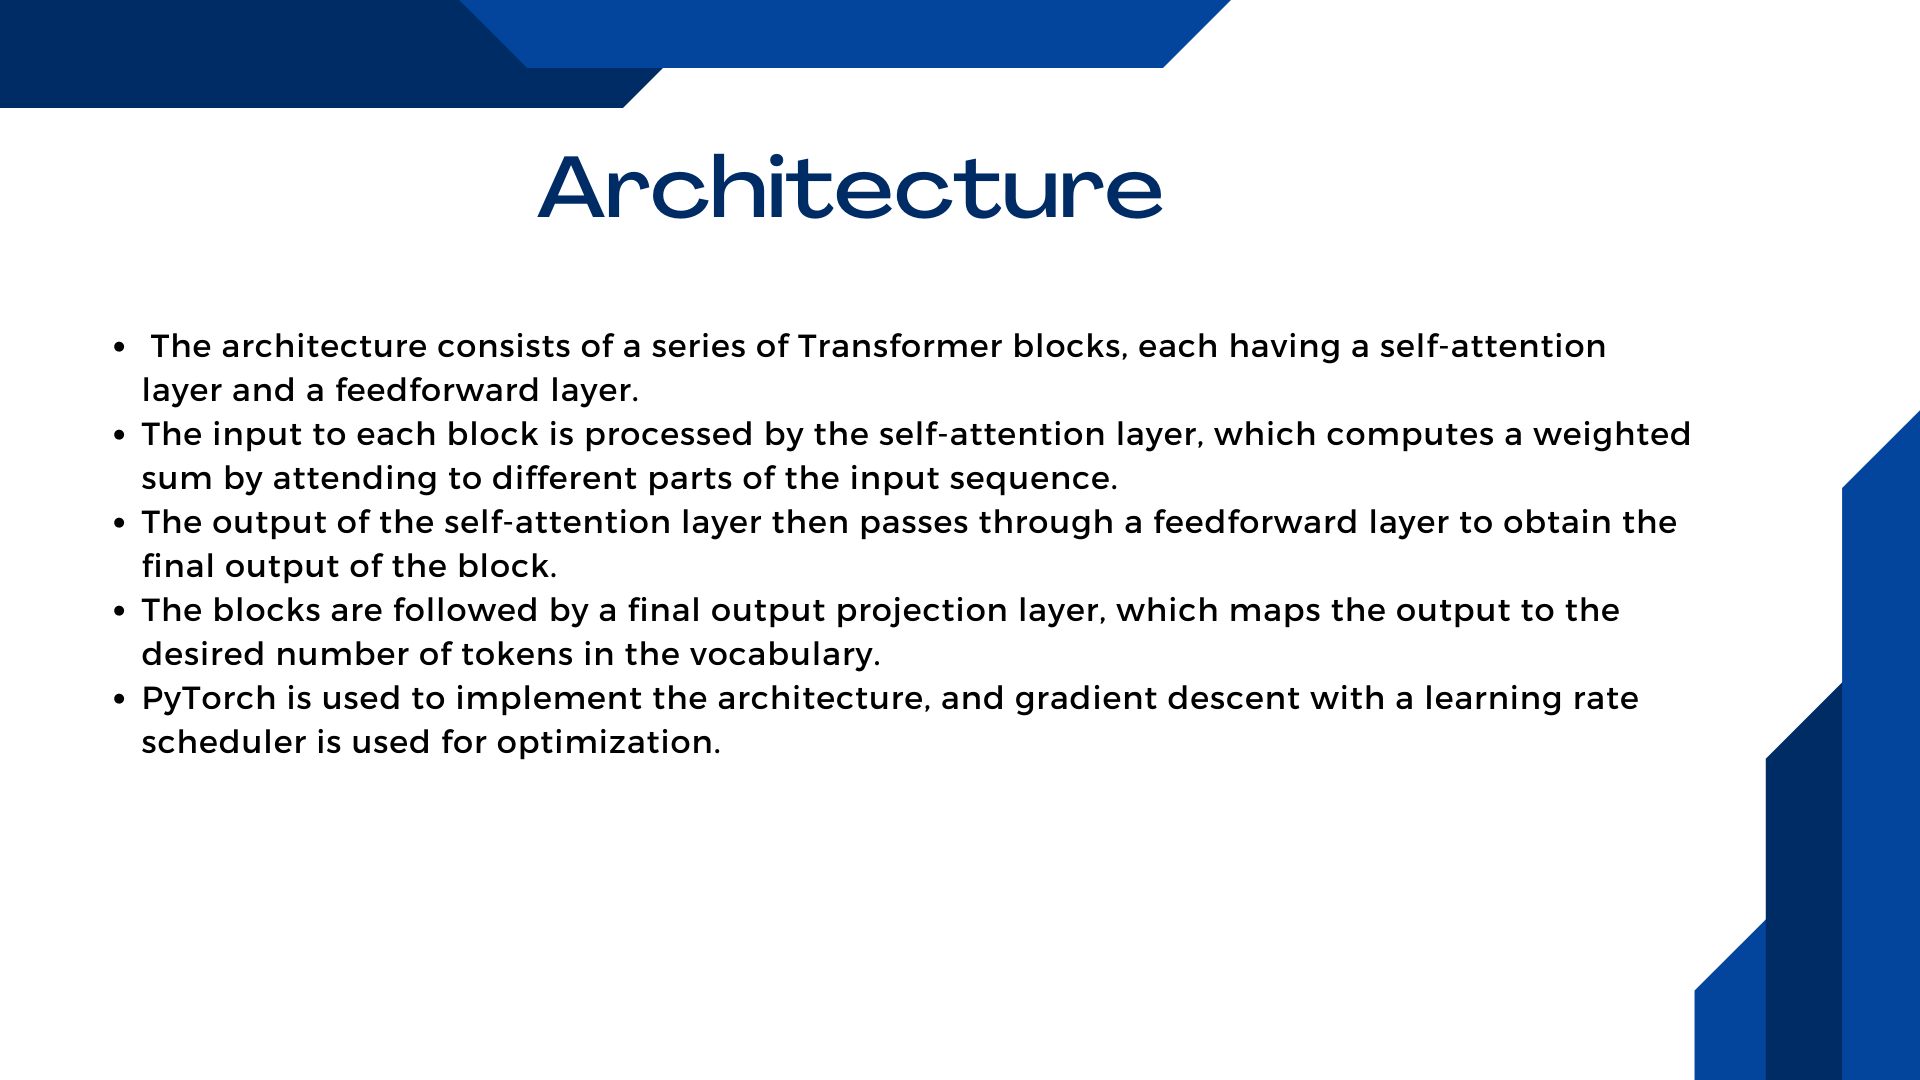 Architecture
• The architecture consists of a series of Transformer blocks, each having a self-attention
layer and a feedforward layer.
• The input to each block is processed by the self-attention layer, which computes a weighted
sum by attending to different parts of the input sequence.
• The output of the self-attention layer then passes through a feedforward layer to obtain the
final output of the block.
• The blocks are followed by a final output projection layer, which maps the output to the
desired number of tokens in the vocabulary.
• PyTorch is used to implement the architecture, and gradient descent with a learning rate
scheduler is used for optimization.